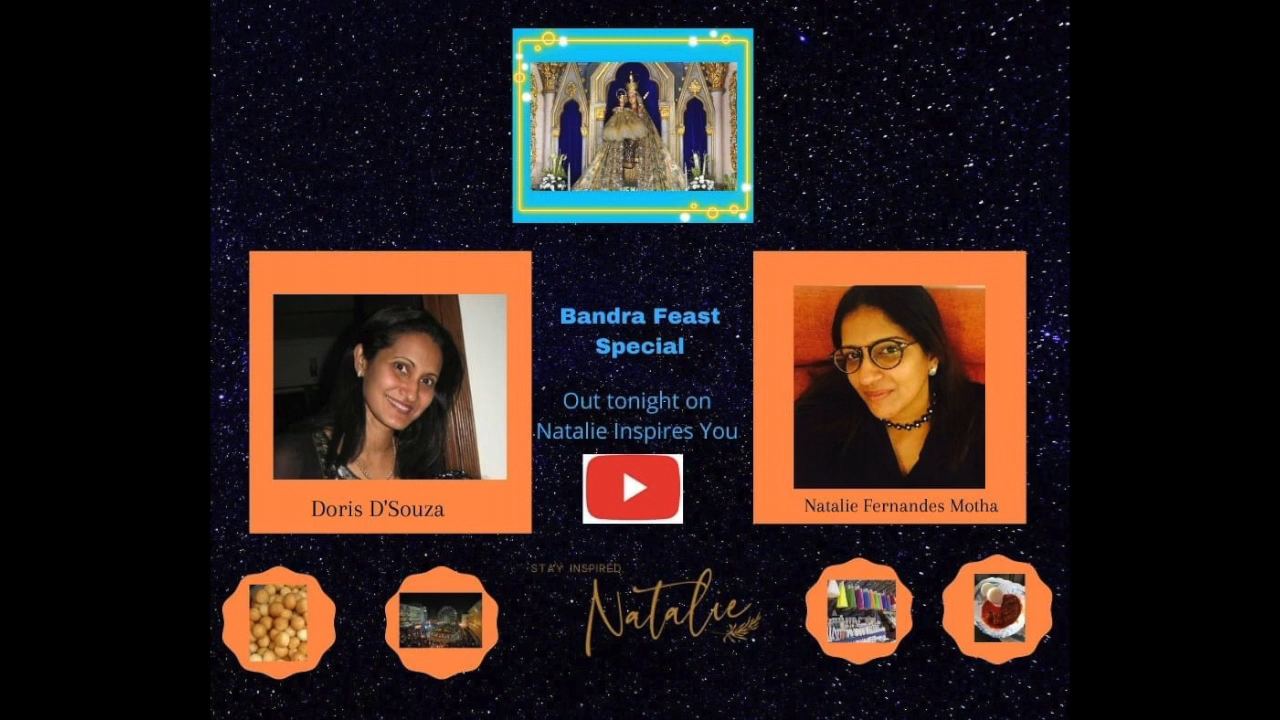 Bandra Feast
Special
Out tonight on
Natalie Inspires You
Doris D'Souza
Natalie Fernandes Motha
STAY INSPIRED
Natalie